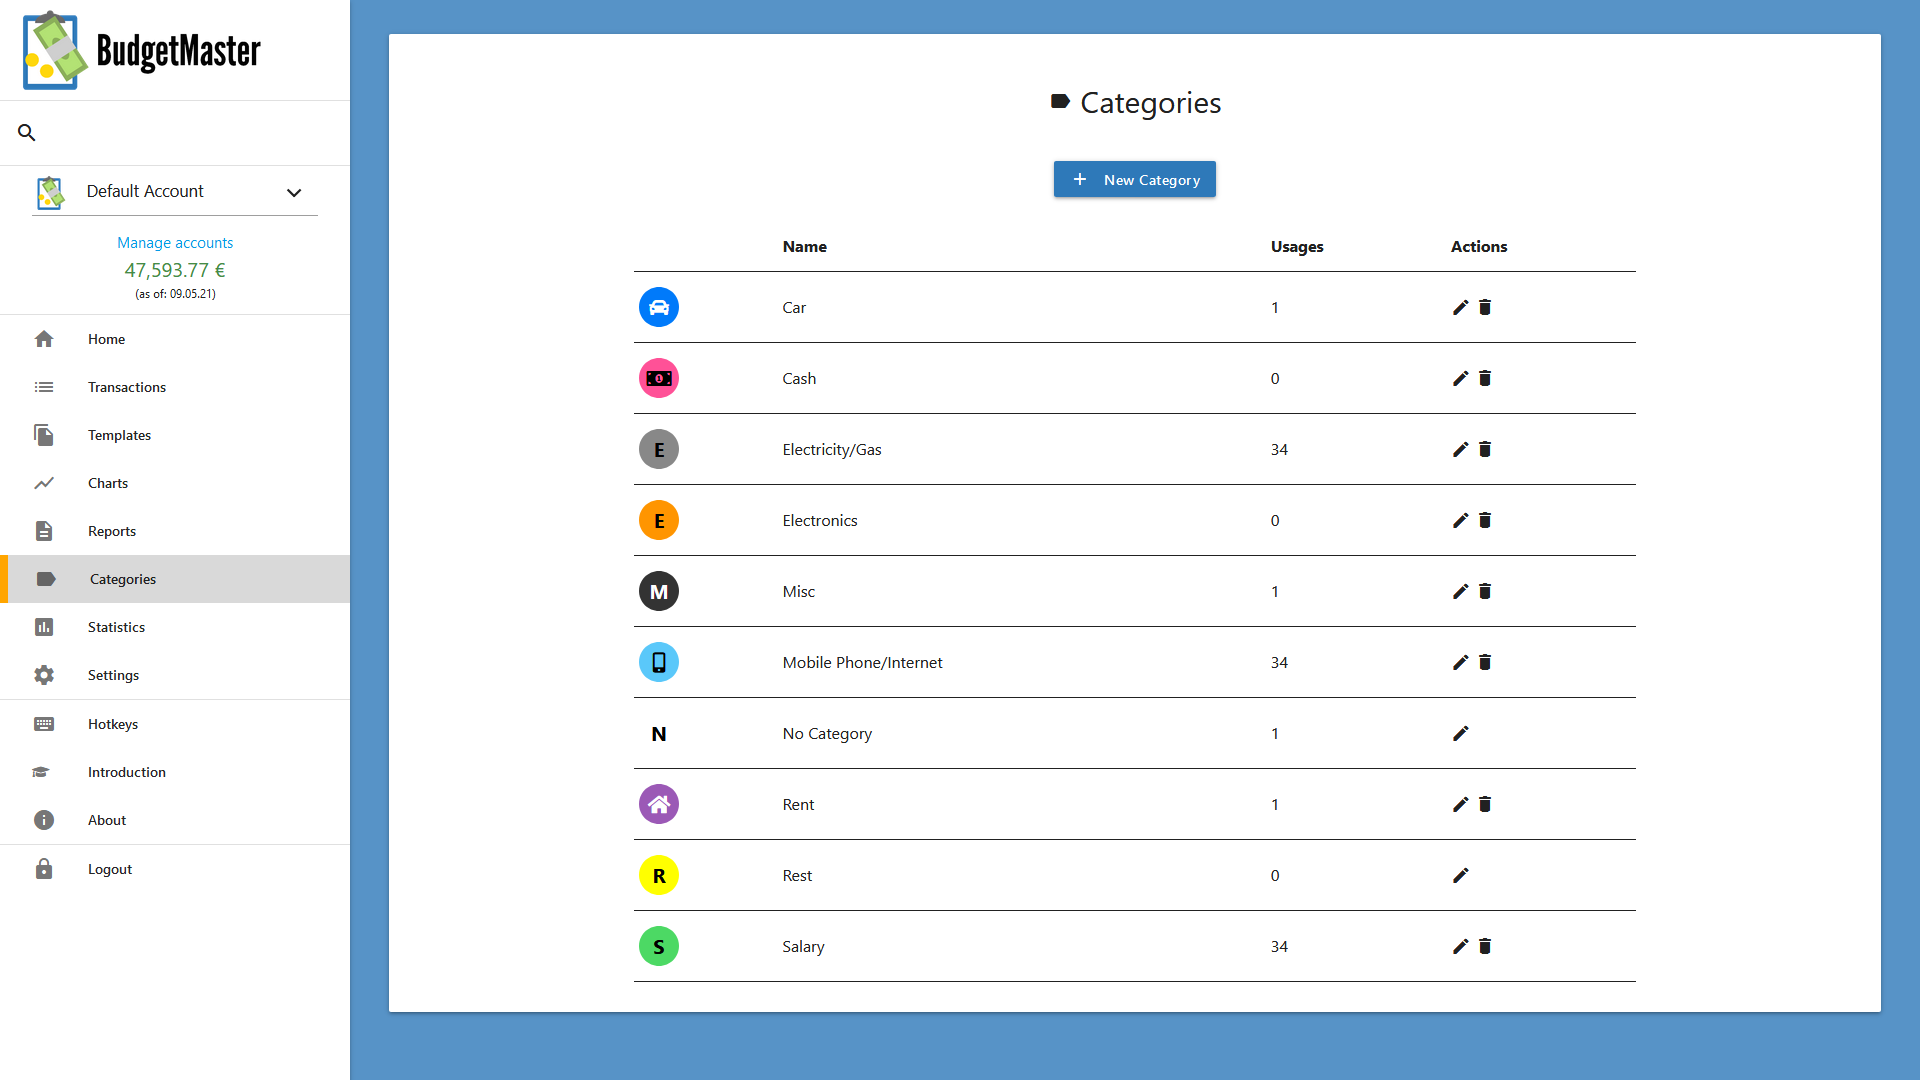 BudgetMaster
Default Account
Manage accounts
47,593.77 €
(as of: 09.05.21)
Home
Transactions
Templates
Charts
Reports
Categories
Statistics
Settings
Hotkeys
Introduction
About
Logout
Categories
New Category
Name Usages Actions
Car 1
Cash 0
E Electricity/Gas 34
E Electronics 0
M Misc 1
Mobile Phone/Internet 34
N No Category 1
Rent 1
R Rest 0
S Salary 34